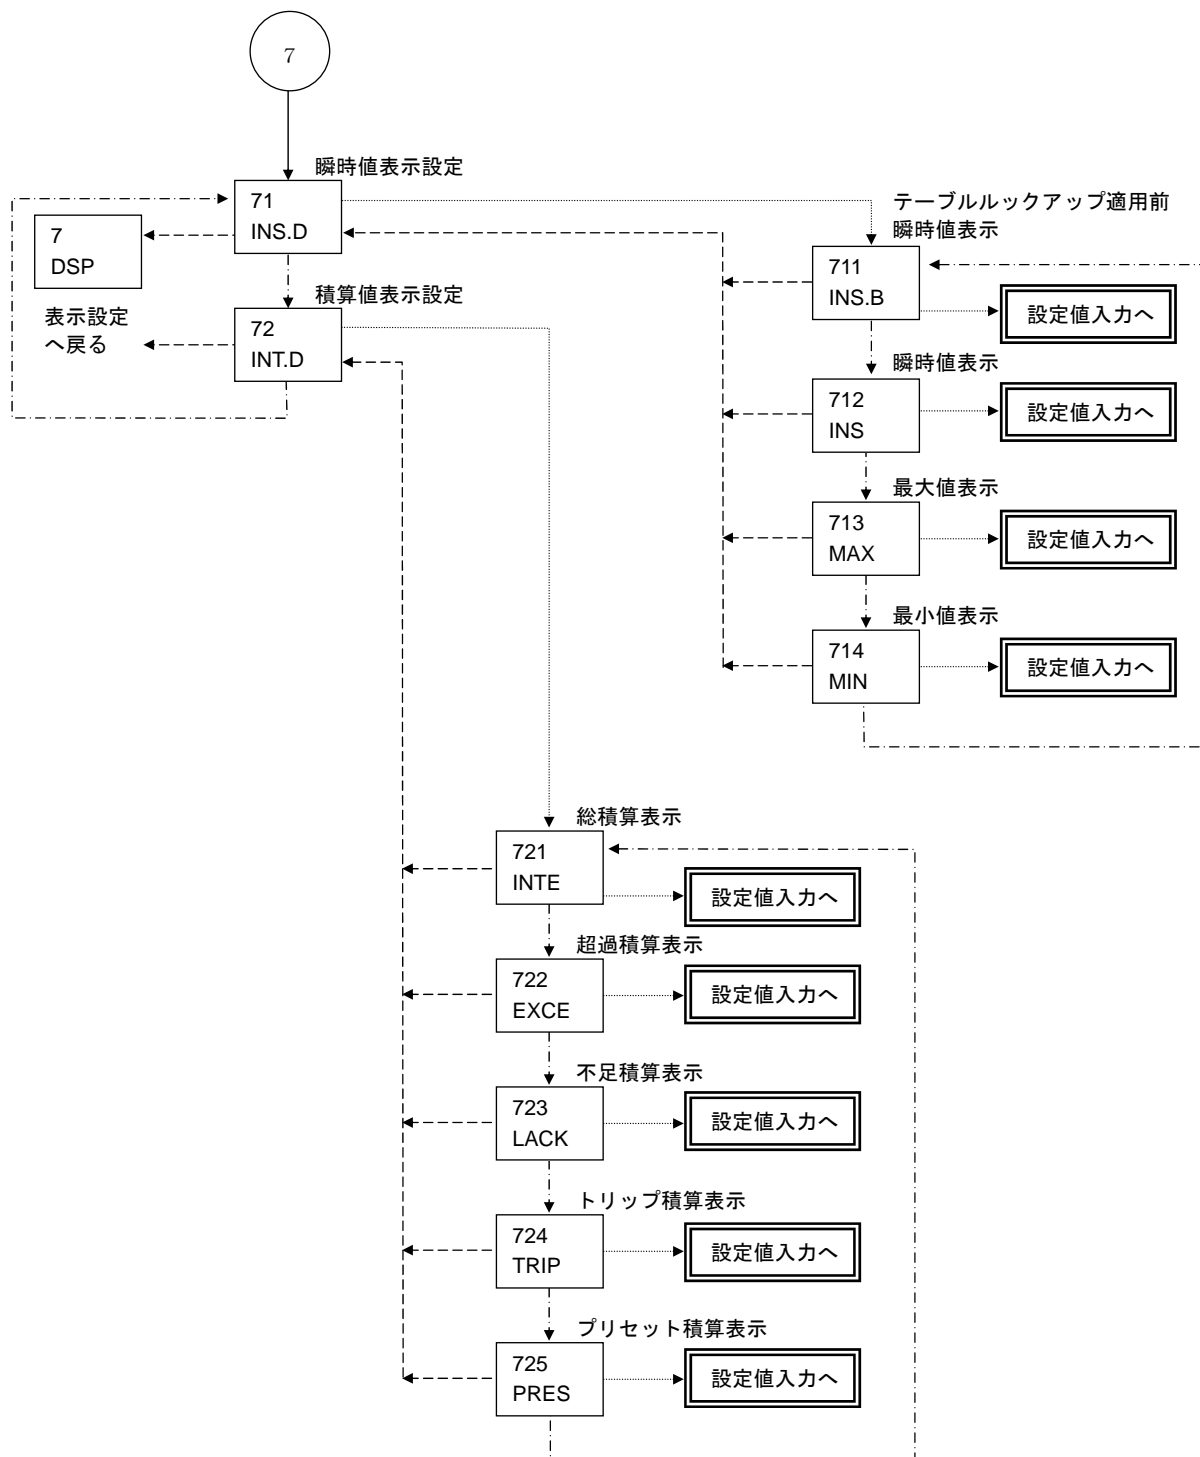 7
瞬時値表示設定
71
INS.D
7
DSP
表示設定
へ戻る
積算値表示設定
72
INT.D
テーブルルックアップ適用前
瞬時値表示
711
INS.B
設定値入力へ
瞬時値表示
712
INS
設定値入力へ
最大値表示
713
MAX
設定値入力へ
最小値表示
714
MIN
設定値入力へ
総積算表示
721
INTE
設定値入力へ
超過積算表示
722
EXCE
設定値入力へ
不足積算表示
723
LACK
設定値入力へ
トリップ積算表示
724
TRIP
設定値入力へ
プリセット積算表示
725
PRES
設定値入力へ